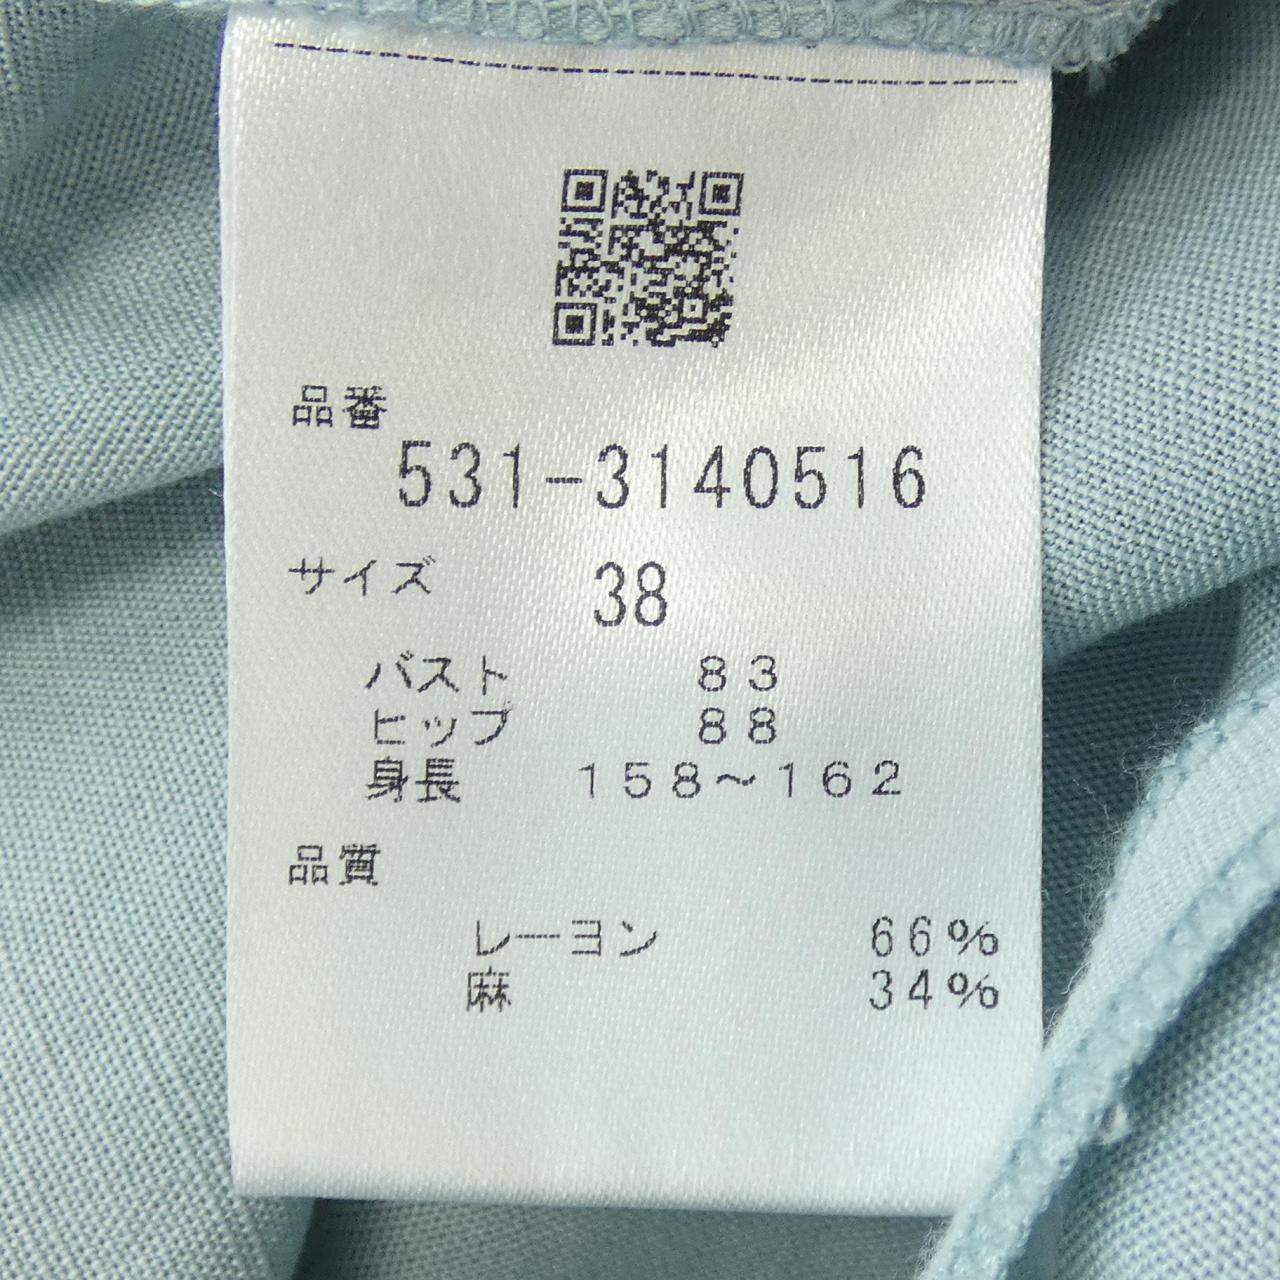 品番
531-3140516
サイズ 38
バスト 83
ヒップ 88
身長 158～162
品質
レーヨン 66%
麻 34%